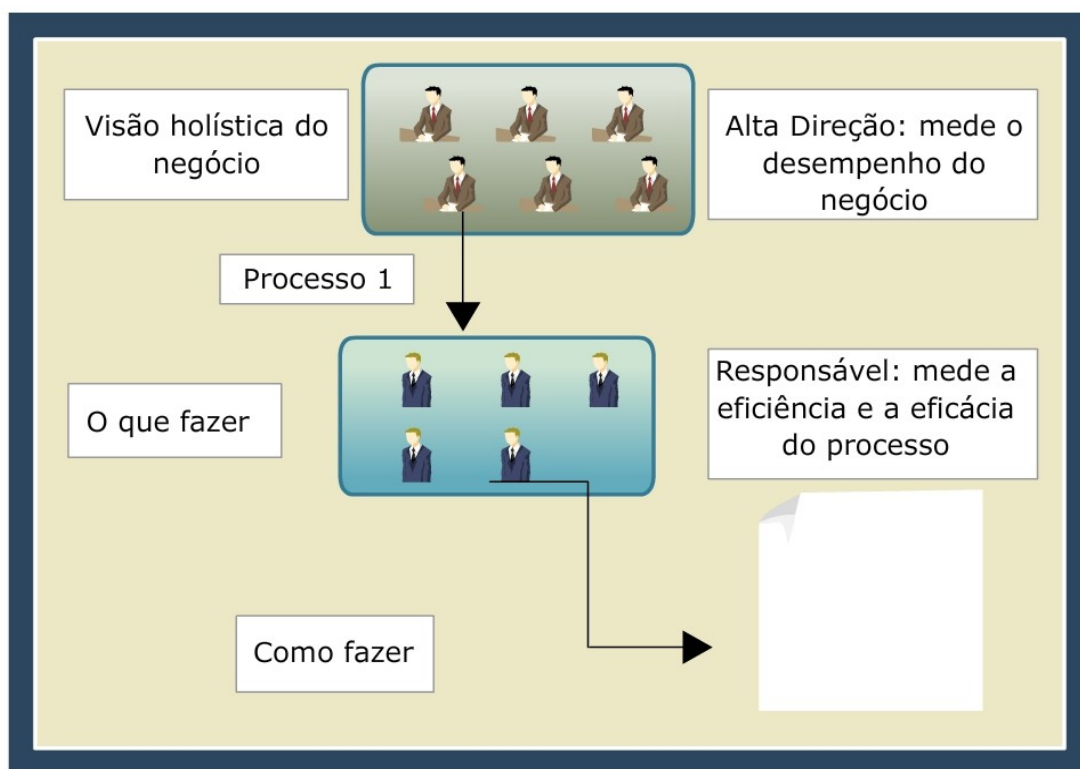 Visão holística do
negócio
Alta Direção: mede o
desempenho do
negócio
Processo 1
O que fazer
Responsável: mede a
eficiência e a eficácia
do processo
Como fazer